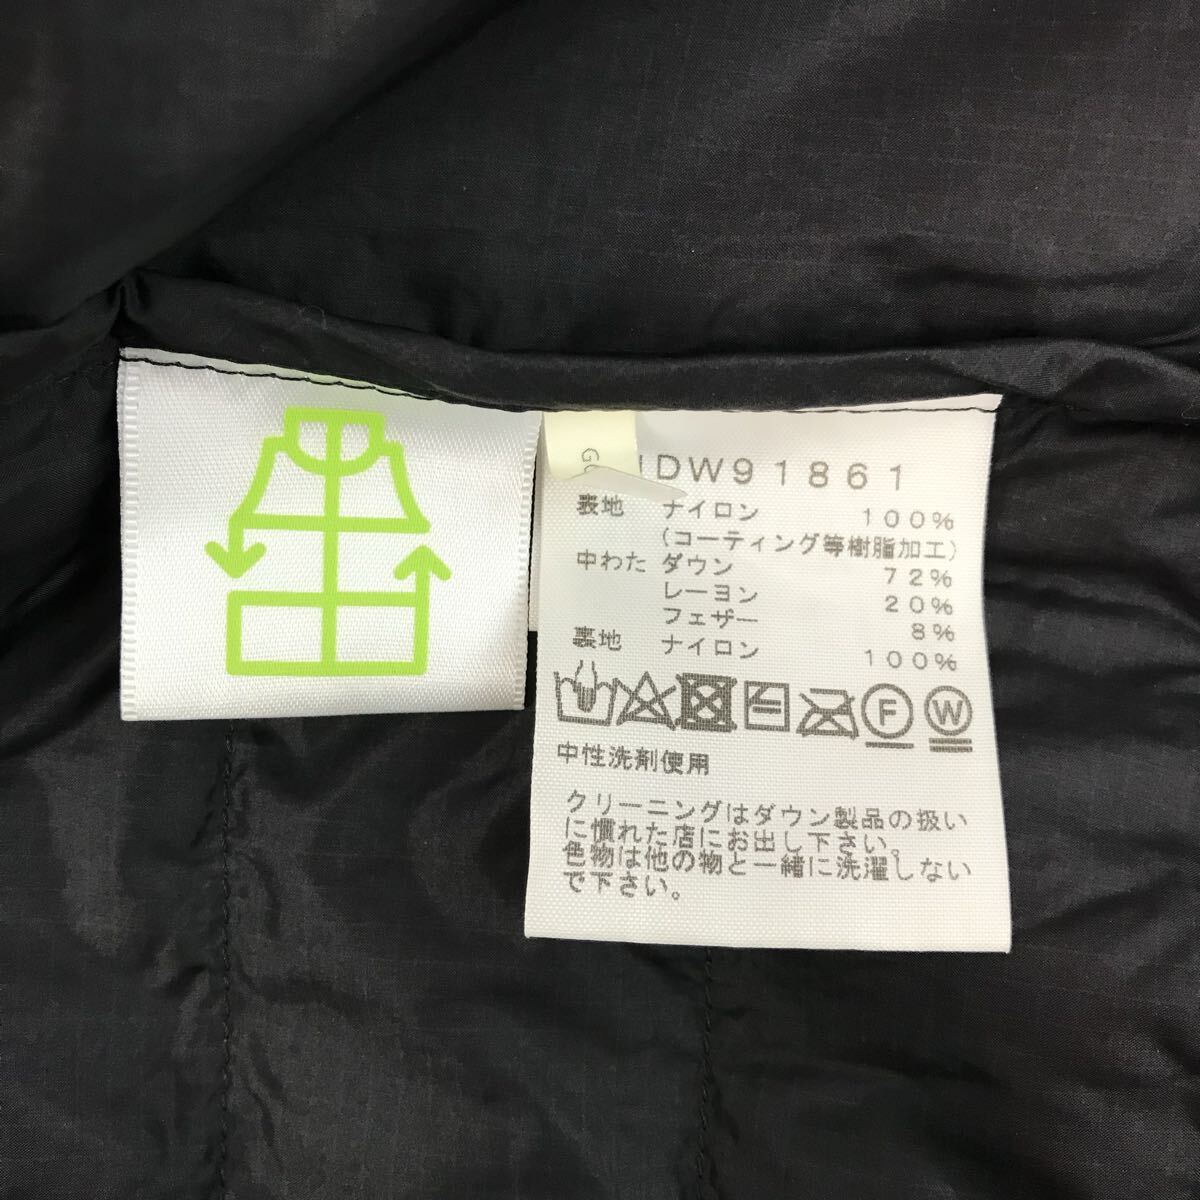 GO
DW91861
表地 ナイロン 100%
(コーティング等樹脂加工)
中わた ダウン 72%
レーヨン 20%
フェザー 8%
裏地 ナイロン 100%
F W
中性洗剤使用
クリーニングはダウン製品の扱い
に慣れた店にお出し下さい。
色物は他の物と一緒に洗濯しない
で下さい。